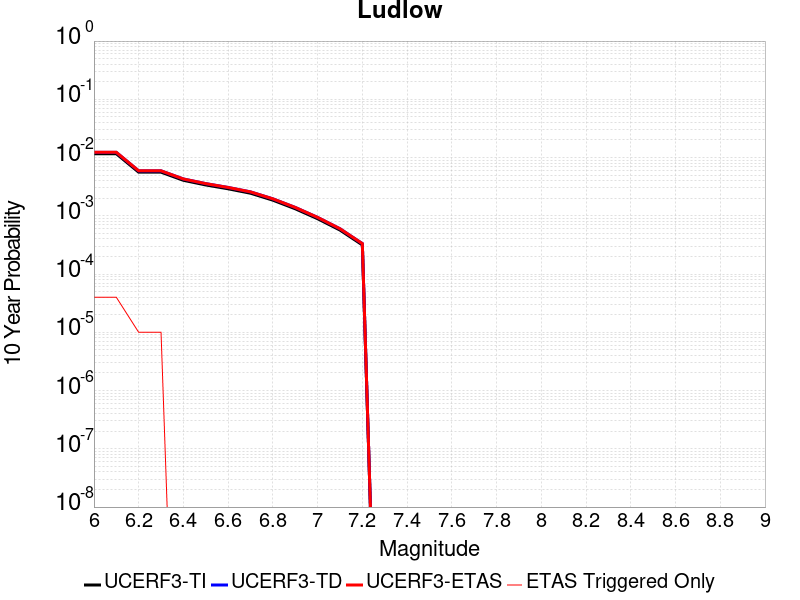 Ludlow
10^0
10^-1
10^-2
10^-3
10^-4
10^-5
10^-6
10^-7
10^-8
10 Year Probability
6 6.2 6.4 6.6 6.8 7 7.2 7.4 7.6 7.8 8 8.2 8.4 8.6 8.8 9
Magnitude
UCERF3-TI UCERF3-TD UCERF3-ETAS ETAS Triggered Only